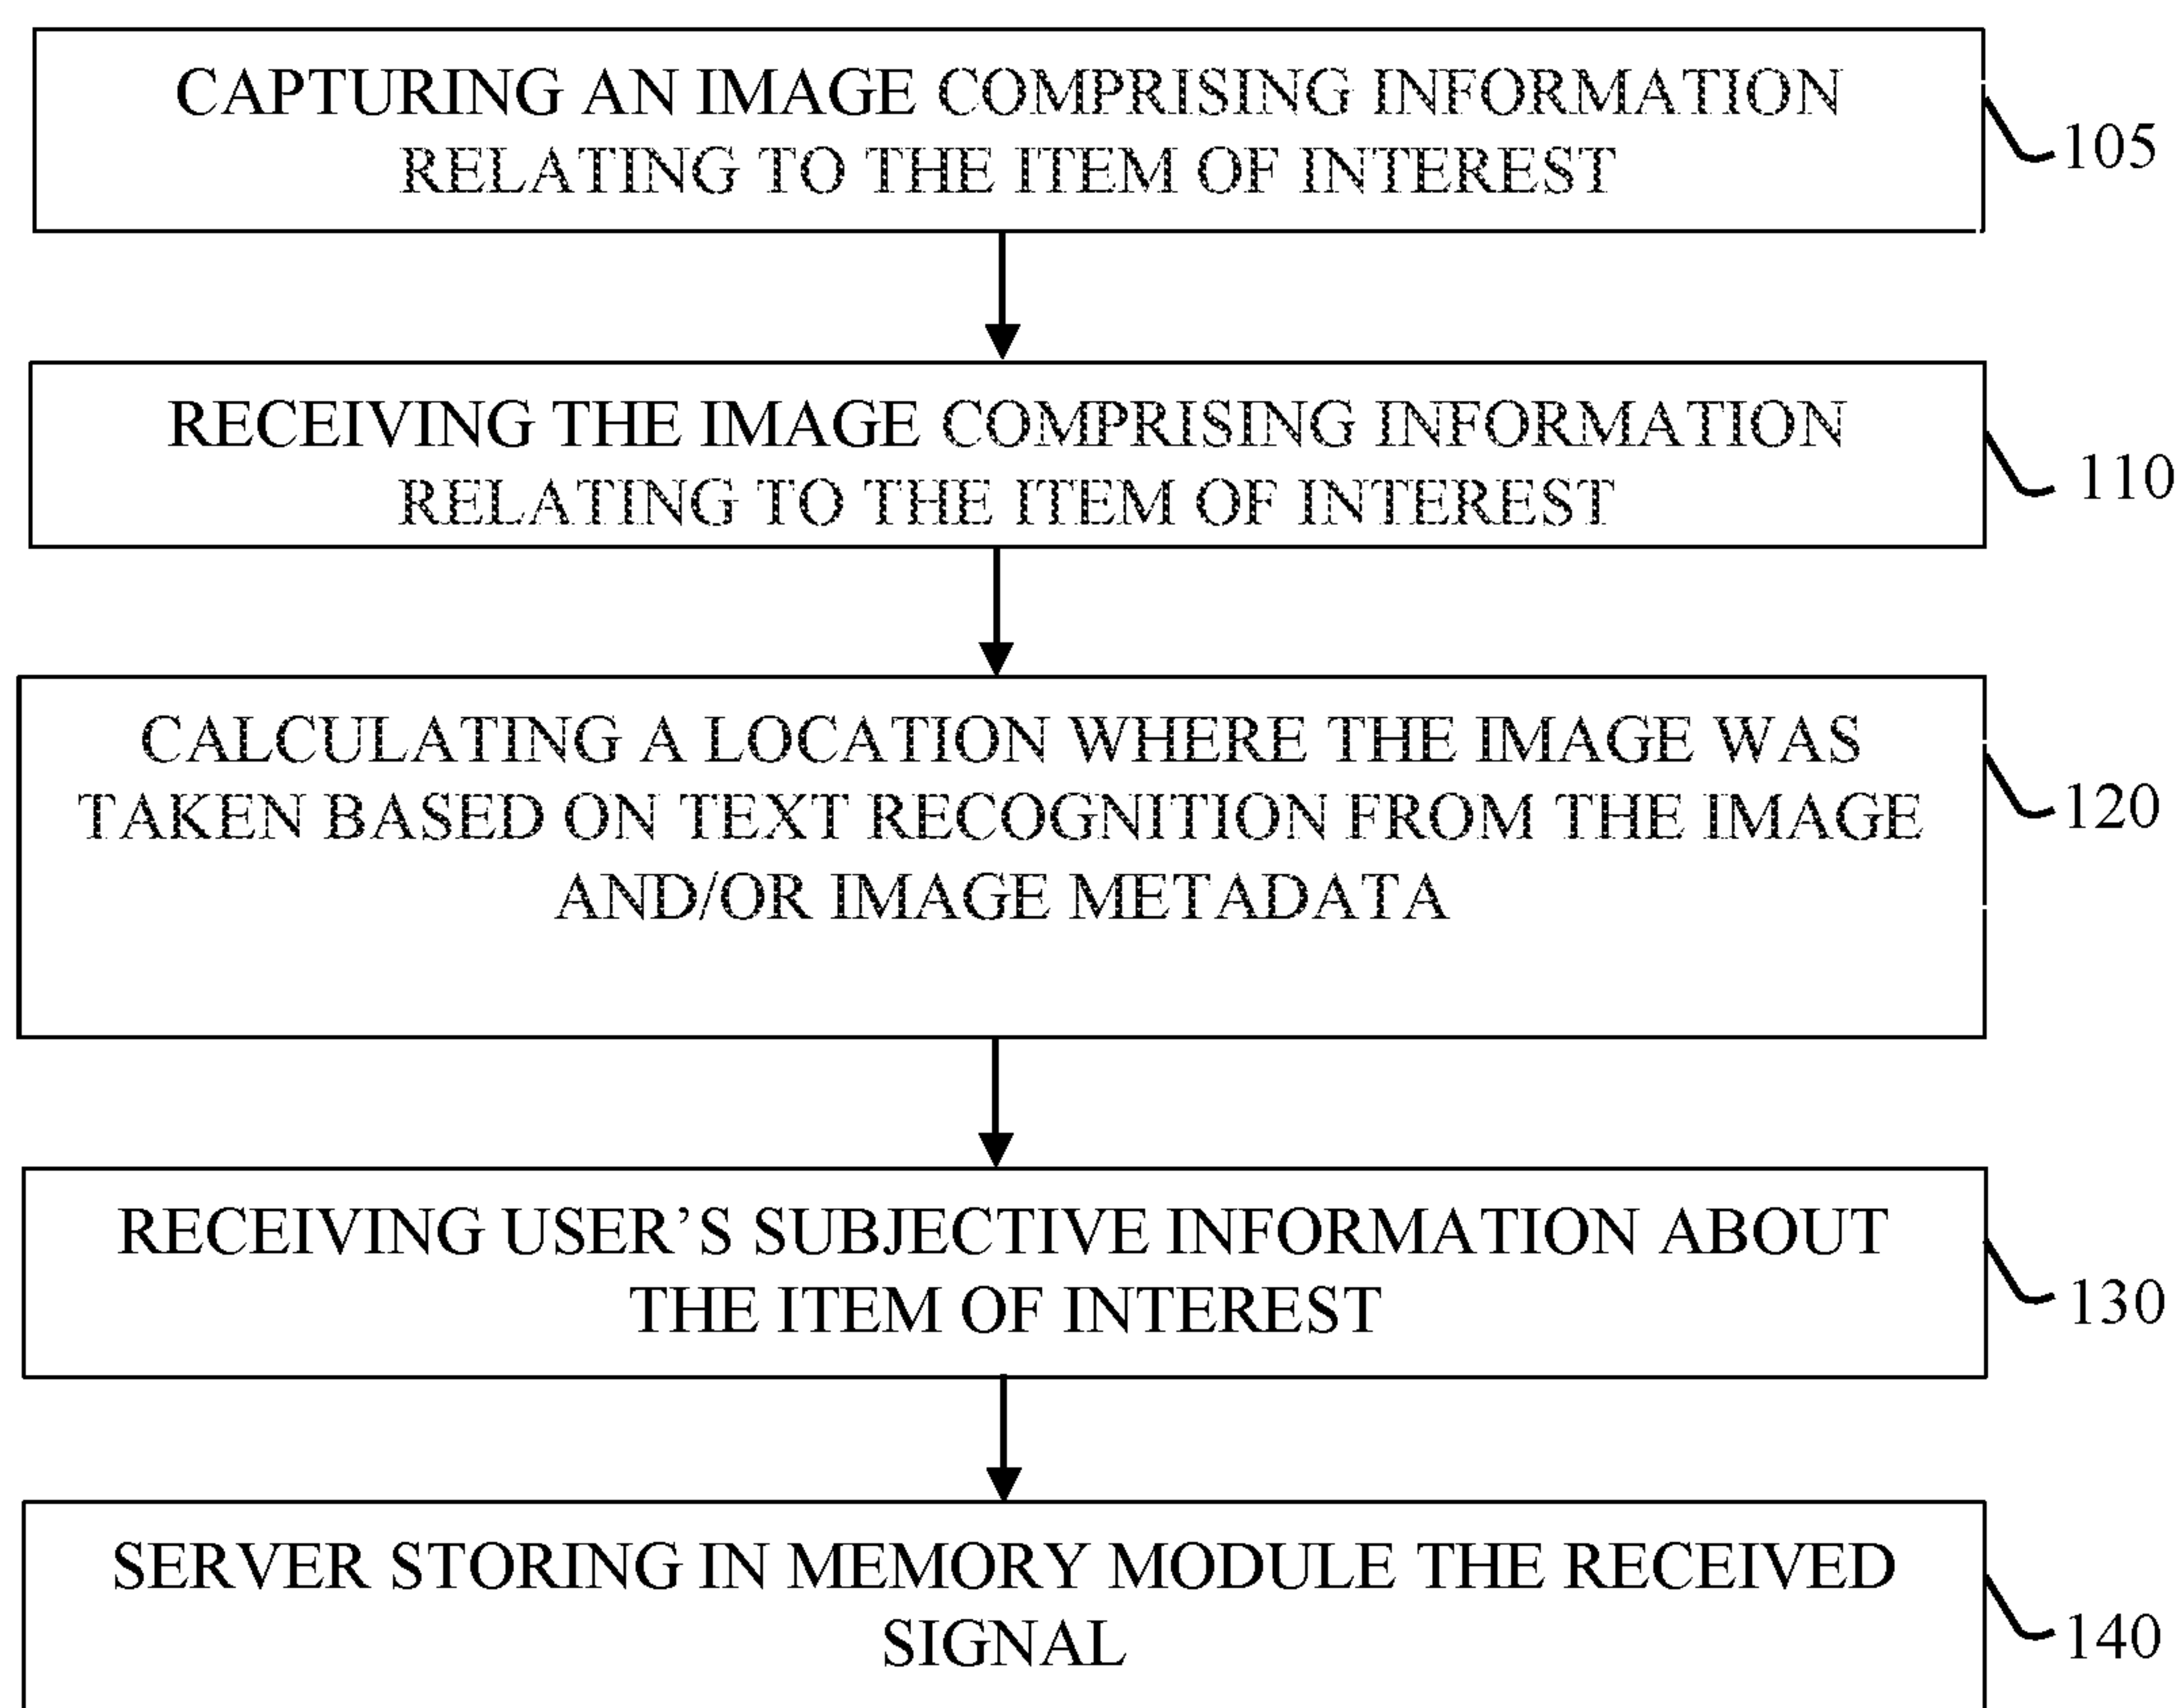 CAPTURING AN IMAGE COMPRISING INFORMATION
RELATING TO THE ITEM OF INTEREST
105
RECEIVING THE IMAGE COMPRISING INFORMATION
RELATING TO THE ITEM OF INTEREST
110
CALCULATING A LOCATION WHERE THE IMAGE WAS
TAKEN BASED ON TEXT RECOGNITION FROM THE IMAGE
AND/OR IMAGE METADATA
120
RECEIVING USER’S SUBJECTIVE INFORMATION ABOUT
THE ITEM OF INTEREST
130
SERVER STORING IN MEMORY MODULE THE RECEIVED
SIGNAL
140